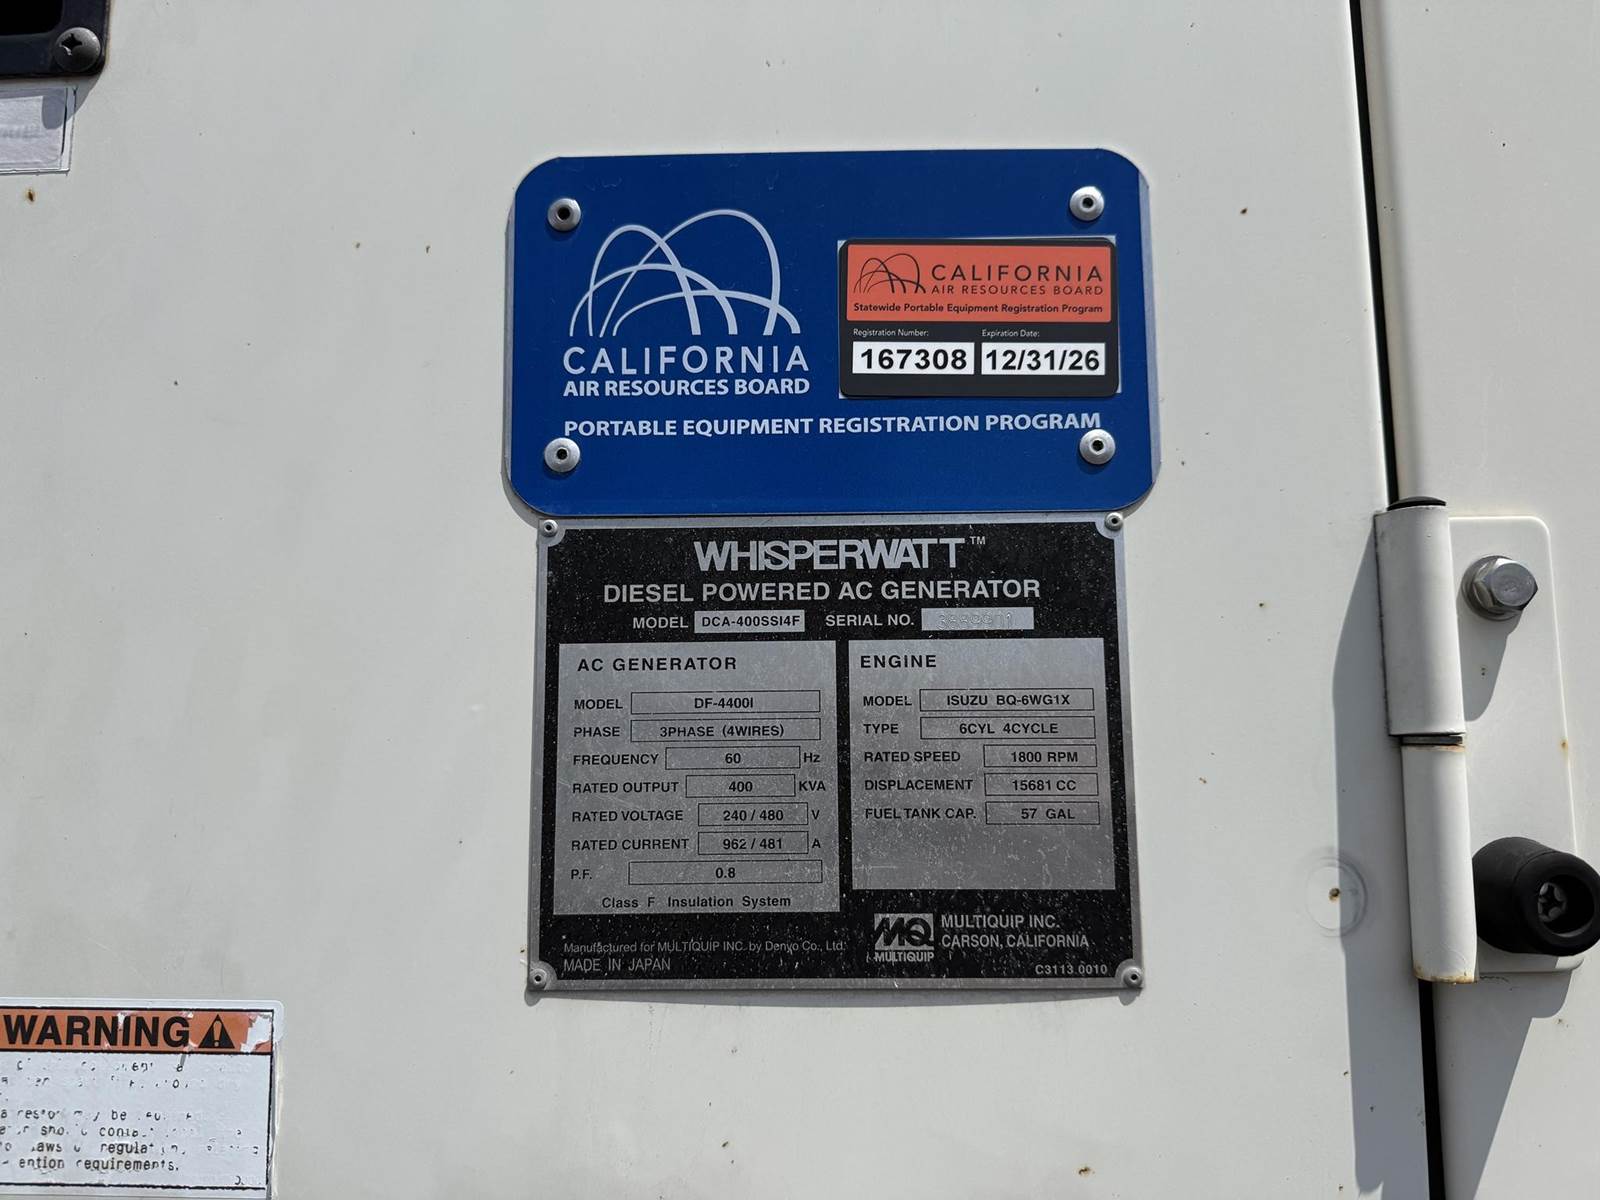 CALIFORNIA
AIR RESOURCES BOARD
PORTABLE EQUIPMENT REGISTRATION PROGRAM
CALIFORNIA
AIR RESOURCES BOARD
Statewide Portable Equipment Registration Program
Registration Number: Expiration Date:
167308 12/31/26
WHISPERWATT™
DIESEL POWERED AC GENERATOR
MODEL DCA-400SSI4F SERIAL NO.
AC GENERATOR
MODEL DF-4400I
PHASE 3PHASE (4WIRES)
FREQUENCY 60 Hz
RATED OUTPUT 400 KVA
RATED VOLTAGE 240 / 480 V
RATED CURRENT 962 / 481 A
P.F. 0.8
Class F Insulation System
ENGINE
MODEL ISUZU BQ-6WG1X
TYPE 6CYL 4CYCLE
RATED SPEED 1800 RPM
DISPLACEMENT 15681 CC
FUEL TANK CAP. 57 GAL
Manufactured for MULTIQUIP INC. by Denyo Co., Ltd.
MADE IN JAPAN
MQ
MULTIQUIP
MULTIQUIP INC.
CARSON, CALIFORNIA
C3113 0010
WARNING
may be
requirements.